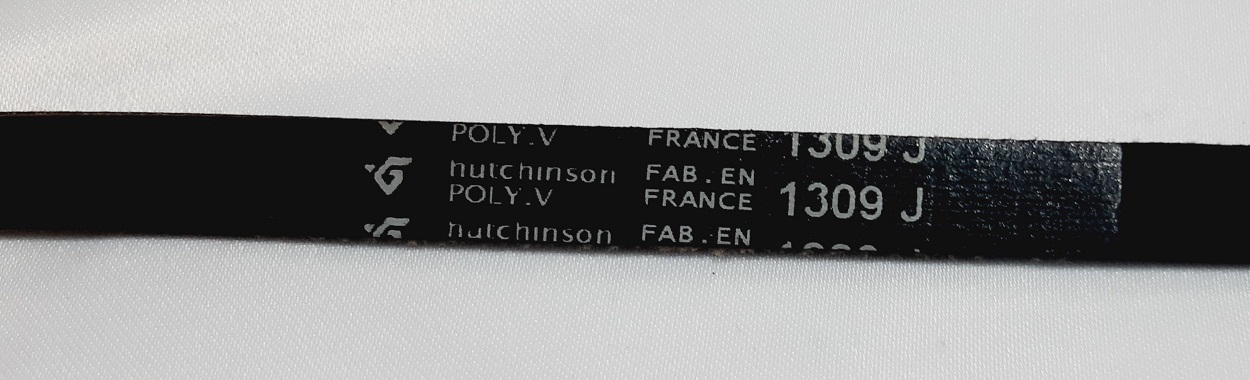 POLY.V FRANCE 1309 J
hutchinson FAB. EN
POLY.V FRANCE 1309 J
hutchinson FAB. EN